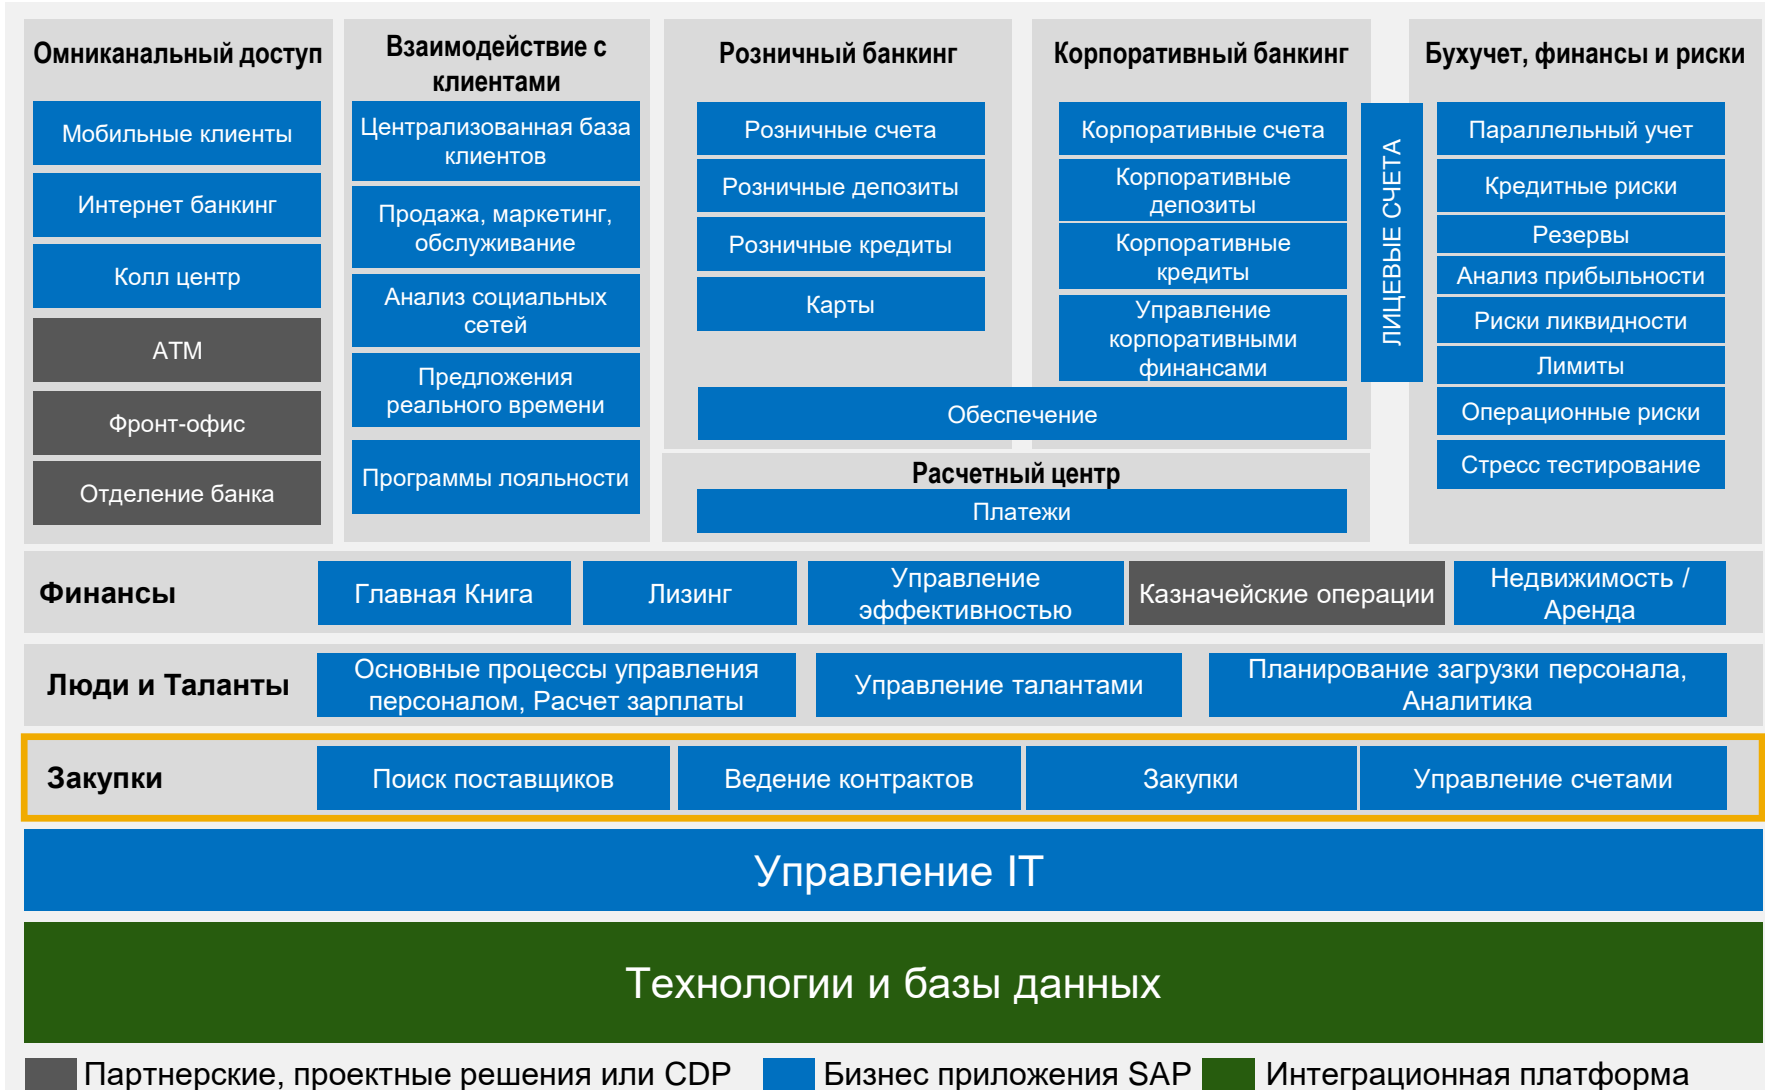 Омниканальный доступ
Мобильные клиенты
Интернет банкинг
Колл центр
ATM
Фронт-офис
Отделение банка
Взаимодействие с
клиентами
Централизованная база
клиентов
Продажа, маркетинг,
обслуживание
Анализ социальных
сетей
Предложения
реального времени
Программы лояльности
Розничный банкинг
Розничные счета
Розничные депозиты
Розничные кредиты
Карты
Корпоративный банкинг
Корпоративные счета
Корпоративные
депозиты
Корпоративные
кредиты
Управление
корпоративными
финансами
Обеспечение
Расчетный центр
Платежи
ЛИЦЕВЫЕ СЧЕТА
Бухучет, финансы и риски
Параллельный учет
Кредитные риски
Резервы
Анализ прибыльности
Риски ликвидности
Лимиты
Операционные риски
Стресс тестирование
Финансы
Главная Книга
Лизинг
Управление
эффективностью
Казначейские операции
Недвижимость /
Аренда
Люди и Таланты
Основные процессы управления
персоналом, Расчет зарплаты
Управление талантами
Планирование загрузки персонала,
Аналитика
Закупки
Поиск поставщиков
Ведение контрактов
Закупки
Управление счетами
Управление IT
Технологии и базы данных
Партнерские, проектные решения или CDP
Бизнес приложения SAP
Интеграционная платформа